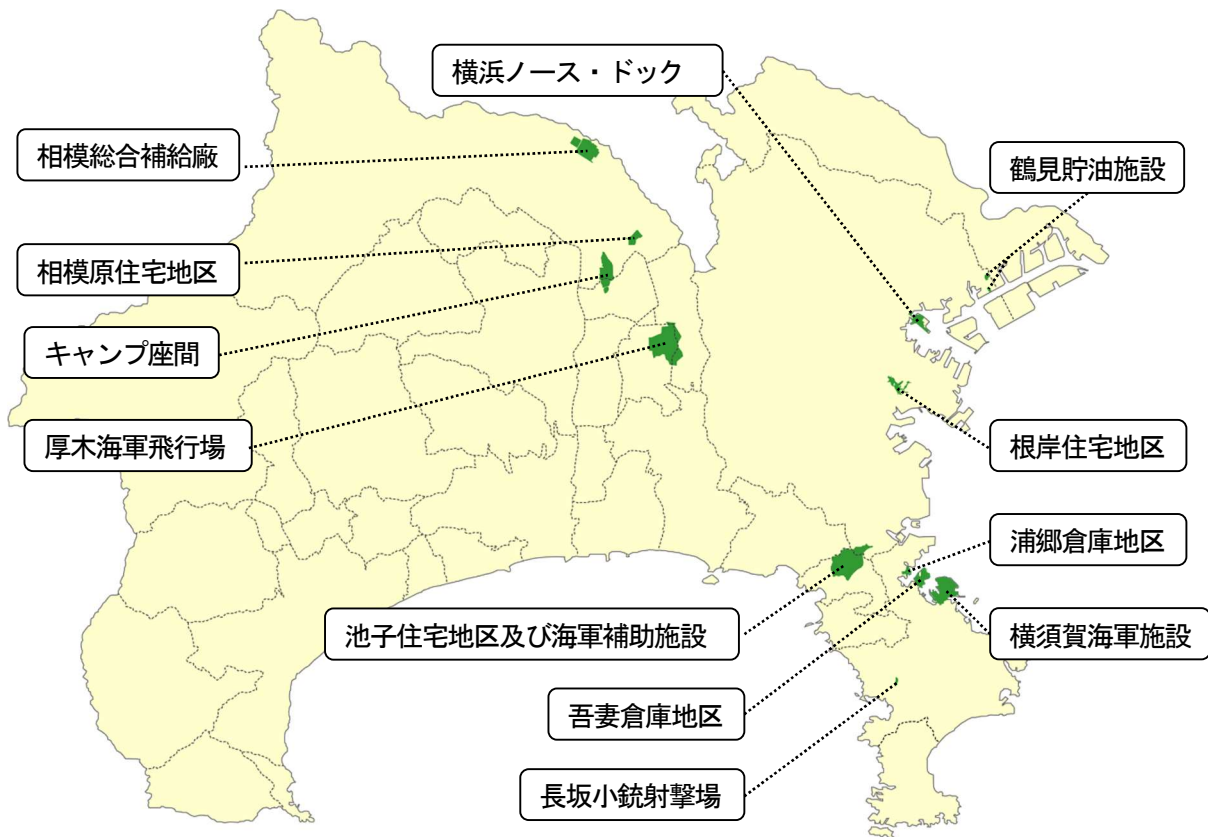 横浜ノース・ドック
相模総合補給廠
鶴見貯油施設
相模原住宅地区
キャンプ座間
厚木海軍飛行場
根岸住宅地区
浦郷倉庫地区
池子住宅地区及び海軍補助施設
横須賀海軍施設
吾妻倉庫地区
長坂小銃射撃場